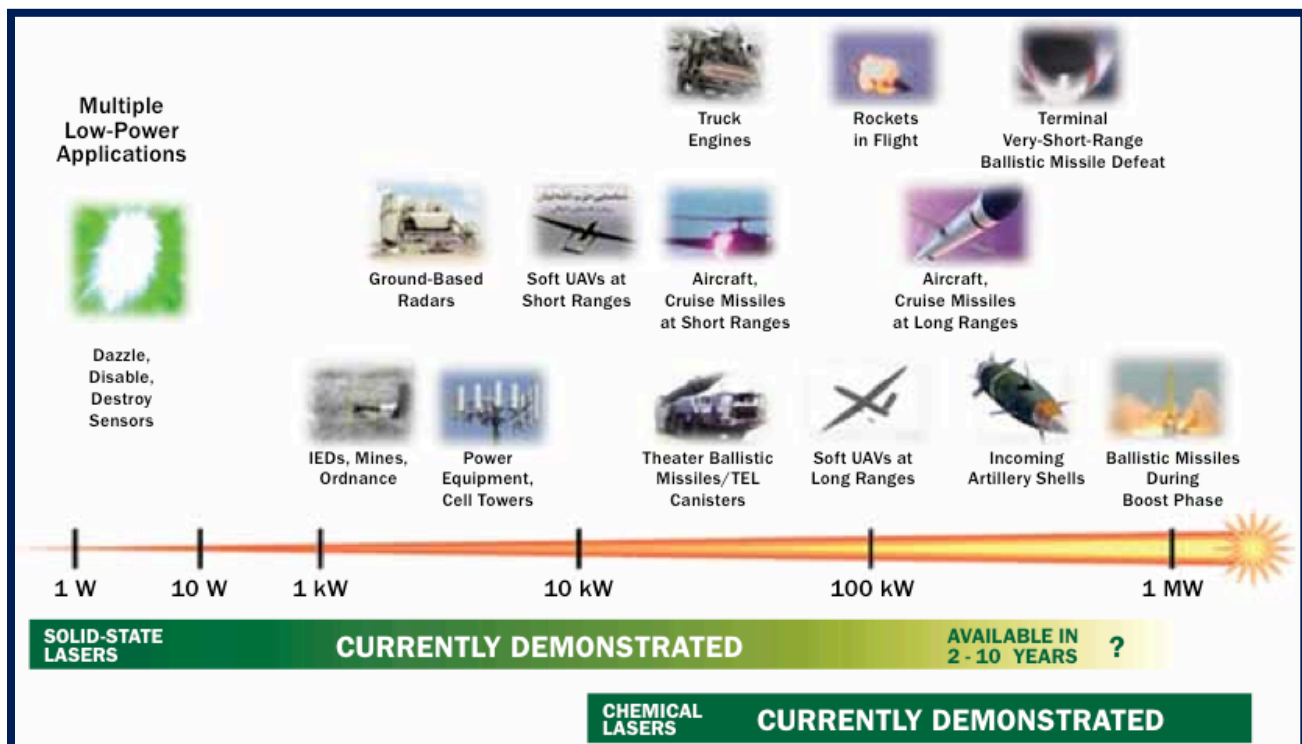 Multiple
Low-Power
Applications
Truck
Engines
Rockets
in Flight
Terminal
Very-Short-Range
Ballistic Missile Defeat
Ground-Based
Radars
Soft UAVs at
Short Ranges
Aircraft,
Cruise Missiles
at Short Ranges
Aircraft,
Cruise Missiles
at Long Ranges
Dazzle,
Disable,
Destroy
Sensors
IEDs, Mines,
Ordnance
Power
Equipment,
Cell Towers
Theater Ballistic
Missiles/TEL
Canisters
Soft UAVs at
Long Ranges
Incoming
Artillery Shells
Ballistic Missiles
During
Boost Phase
1 W 10 W 1 kW 10 kW 100 kW 1 MW
SOLID-STATE
LASERS
CURRENTLY DEMONSTRATED
AVAILABLE IN
2 - 10 YEARS ?
CHEMICAL
LASERS
CURRENTLY DEMONSTRATED